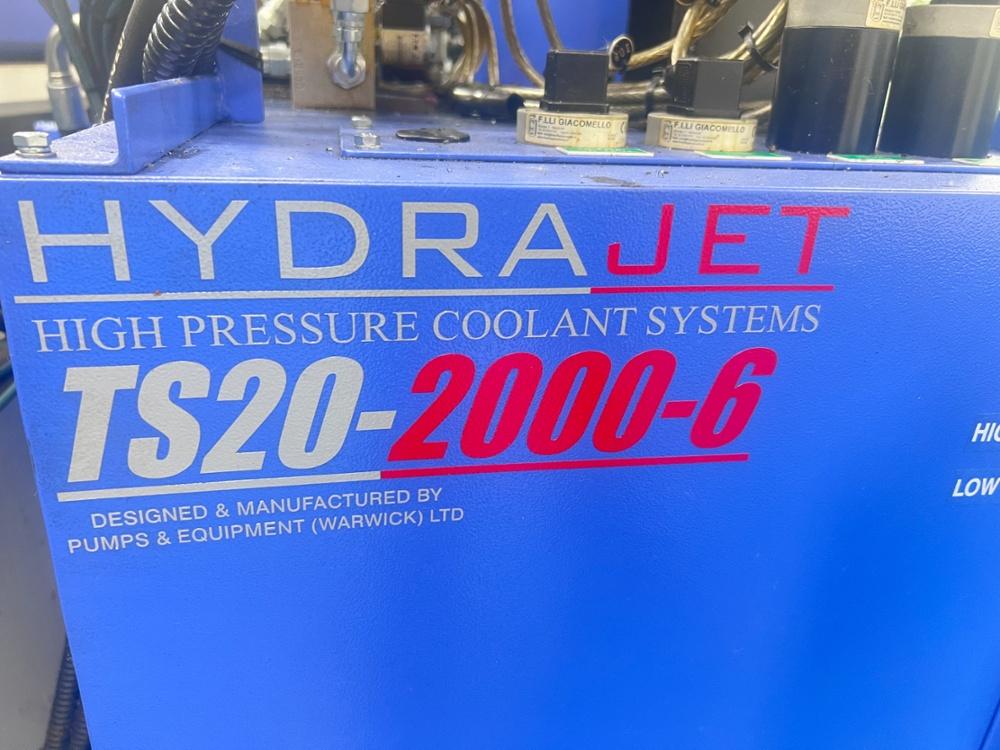 F.LLI GIACOMELLO
F.LLI GIACOMELLO
HYDRAJET
HIGH PRESSURE COOLANT SYSTEMS
TS20-2000-6
DESIGNED & MANUFACTURED BY
PUMPS & EQUIPMENT (WARWICK) LTD
LOW